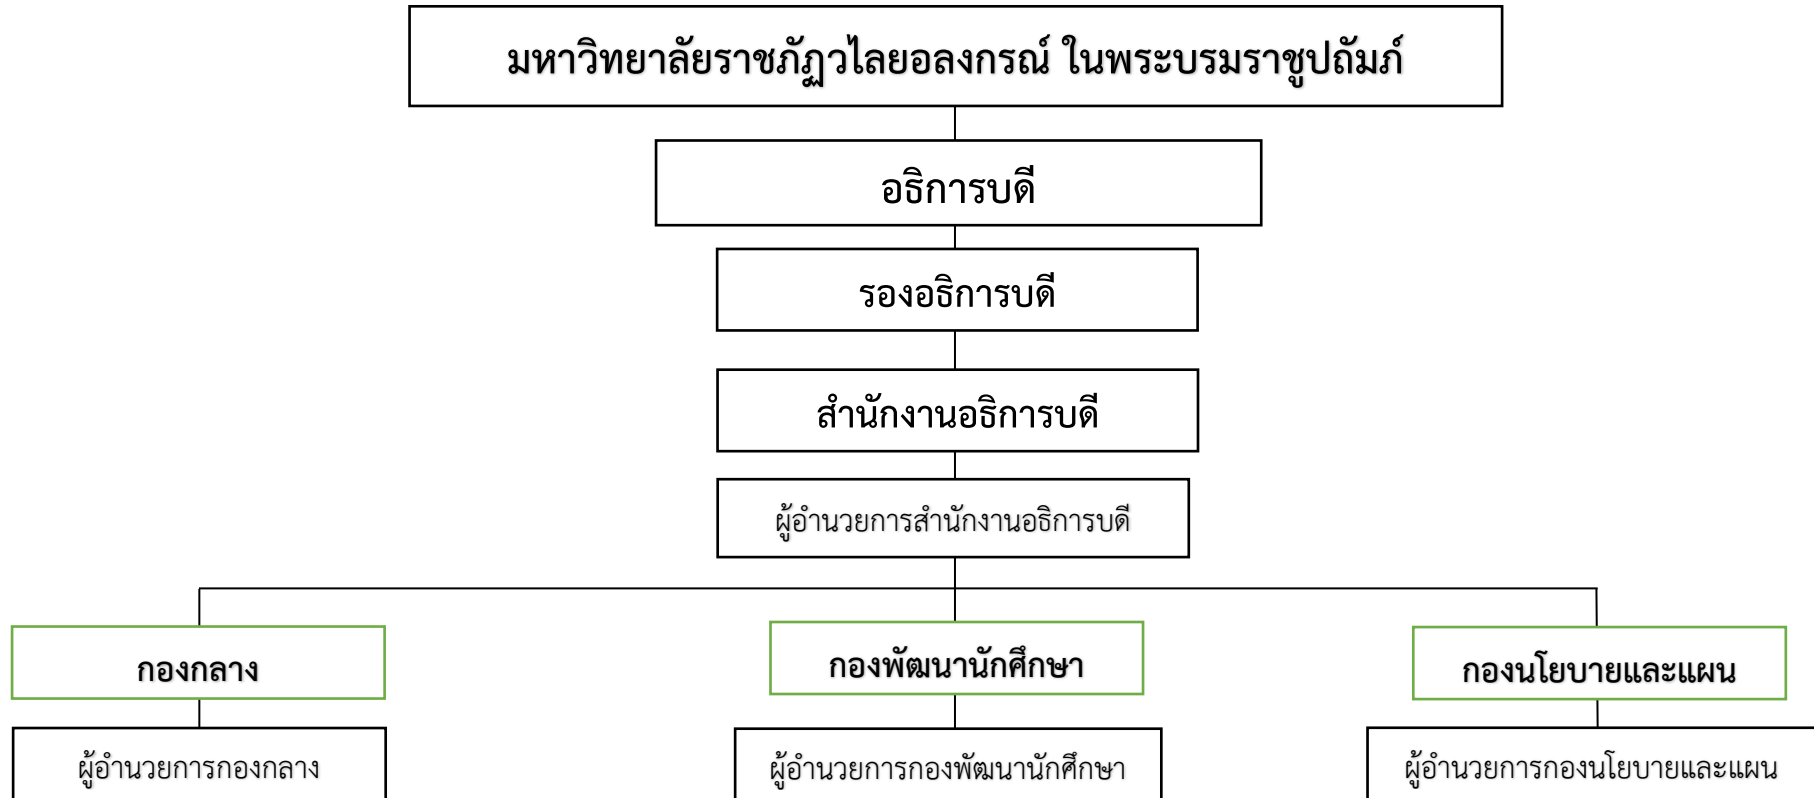 มหาวิทยาลัยราชภัฏวไลยอลงกรณ์ ในพระบรมราชูปถัมภ์
อธิการบดี
รองอธิการบดี
สำนักงานอธิการบดี
ผู้อำนวยการสำนักงานอธิการบดี
กองกลาง
กองพัฒนานักศึกษา
กองนโยบายและแผน
ผู้อำนวยการกองกลาง
ผู้อำนวยการกองพัฒนานักศึกษา
ผู้อำนวยการกองนโยบายและแผน